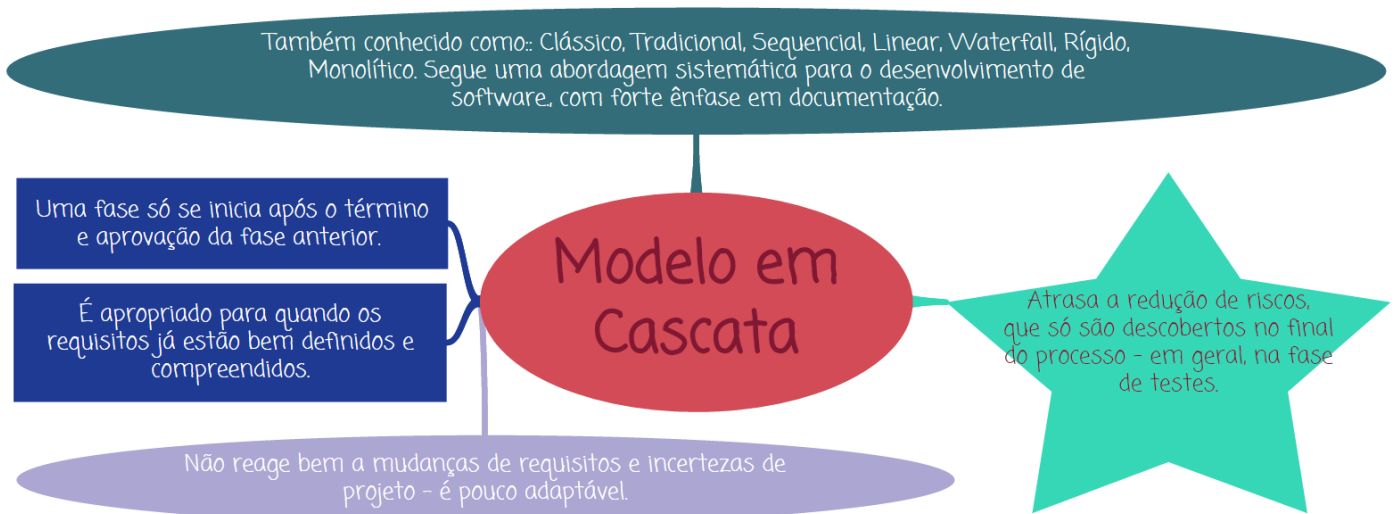 Também conhecido como:: Clássico, Tradicional, Sequencial, Linear, Waterfall, Rígido,
Monolítico. Segue uma abordagem sistemática para o desenvolvimento de
software., com forte ênfase em documentação.
Uma fase só se inicia após o término
e aprovação da fase anterior.
É apropriado para quando os
requisitos já estão bem definidos e
compreendidos.
Modelo em
Cascata
Atrasa a redução de riscos,
que só são descobertos no final
do processo - em geral, na fase
de testes.
Não reage bem a mudanças de requisitos e incertezas de
projeto - é pouco adaptável.